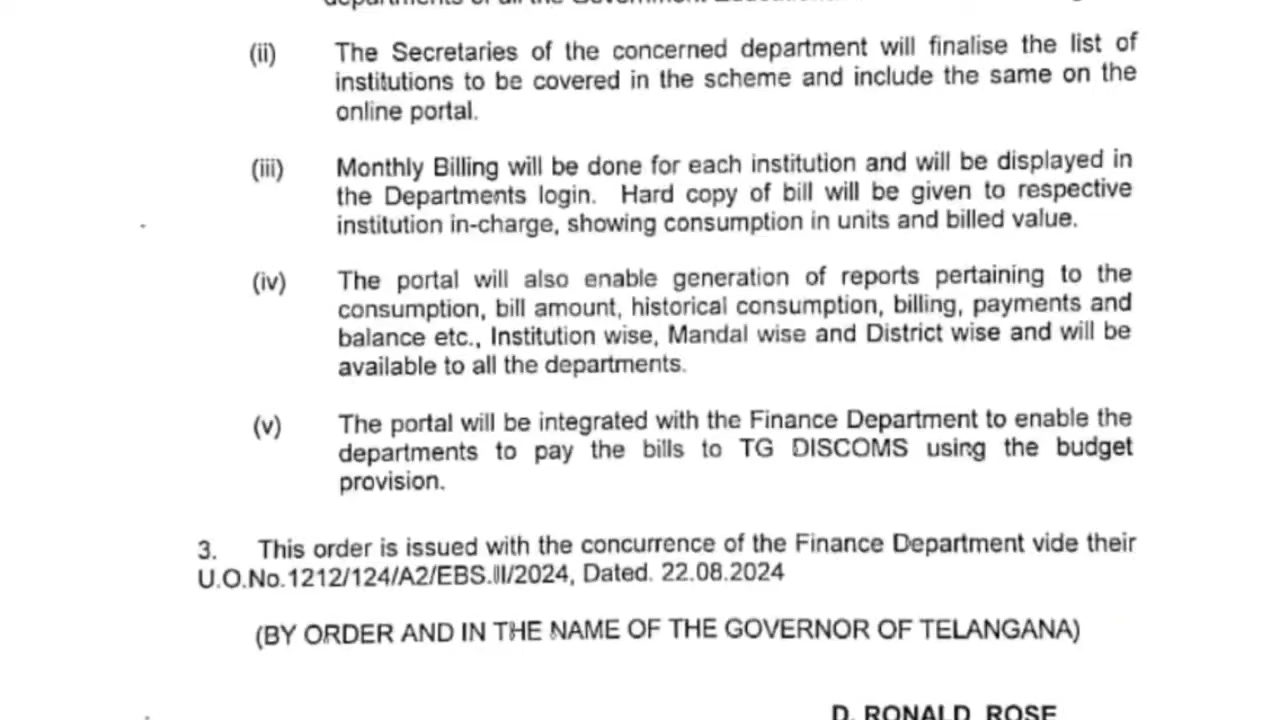 (ii) The Secretaries of the concerned department will finalise the list of
institutions to be covered in the scheme and include the same on the
online portal.
(iii) Monthly Billing will be done for each institution and will be displayed in
the Departments login. Hard copy of bill will be given to respective
institution in-charge, showing consumption in units and billed value.
(iv) The portal will also enable generation of reports pertaining to the
consumption, bill amount, historical consumption, billing, payments and
balance etc., Institution wise, Mandal wise and District wise and will be
available to all the departments.
(v) The portal will be integrated with the Finance Department to enable the
departments to pay the bills to TG DISCOMS using the budget
provision.
3. This order is issued with the concurrence of the Finance Department vide their
U.O.No.1212/124/A2/EBS.III/2024, Dated. 22.08.2024
(BY ORDER AND IN THE NAME OF THE GOVERNOR OF TELANGANA)
D. RONALD ROSE